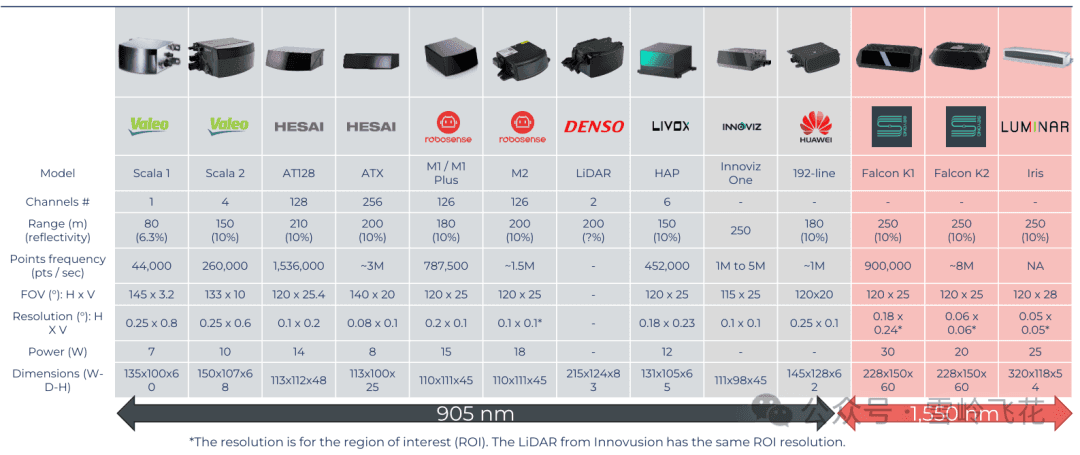 Valeo Valeo HESAI HESAI robosense robosense DENSO LIVOX INNOVIZ HUAWEI LUMINAR
Model Scala 1 Scala 2 AT128 ATX M1 / M1 Plus M2 LiDAR HAP Innoviz One 192-line Falcon K1 Falcon K2 Iris
Channels # 1 4 128 256 126 126 2 6 - - - - -
Range (m) (reflectivity) 80 (6.3%) 150 (10%) 210 (10%) 200 (10%) 180 (10%) 200 (10%) 200 (?%) 150 (10%) 250 180 (10%) 250 (10%) 250 (10%) 250 (10%)
Points frequency (pts / sec) 44,000 260,000 1,536,000 ~3M 787,500 ~1.5M - 452,000 1M to 5M ~1M 900,000 ~8M NA
FOV (°): H x V 145 x 3.2 133 x 10 120 x 25.4 140 x 20 120 x 25 120 x 25 - 120 x 25 115 x 25 120x20 120 x 25 120 x 25 120 x 28
Resolution (°): H X V 0.25 x 0.8 0.25 x 0.6 0.1 x 0.2 0.08 x 0.1 0.2 x 0.1 0.1 x 0.1* - 0.18 x 0.23 0.1 x 0.1 0.25 x 0.1 0.18 x 0.24* 0.06 x 0.06* 0.05 x 0.05*
Power (W) 7 10 14 8 15 18 - 12 - - 30 20 25
Dimensions (W-D-H) 135x100x60 150x107x68 113x112x48 113x100x25 110x111x45 110x111x45 215x124x83 131x105x65 111x98x45 145x128x62 228x150x60 228x150x60 320x118x54
905 nm 1,550 nm
公众号 · 雪岭飞花
*The resolution is for the region of interest (ROI). The LiDAR from Innovusion has the same ROI resolution.